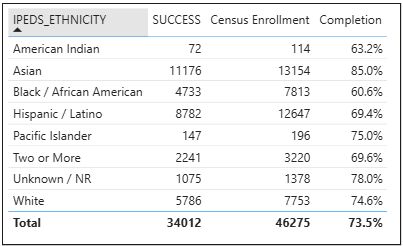 IPEDS_ETHNICITY SUCCESS Census Enrollment Completion
American Indian 72 114 63.2%
Asian 11176 13154 85.0%
Black / African American 4733 7813 60.6%
Hispanic / Latino 8782 12647 69.4%
Pacific Islander 147 196 75.0%
Two or More 2241 3220 69.6%
Unknown / NR 1075 1378 78.0%
White 5786 7753 74.6%
Total 34012 46275 73.5%